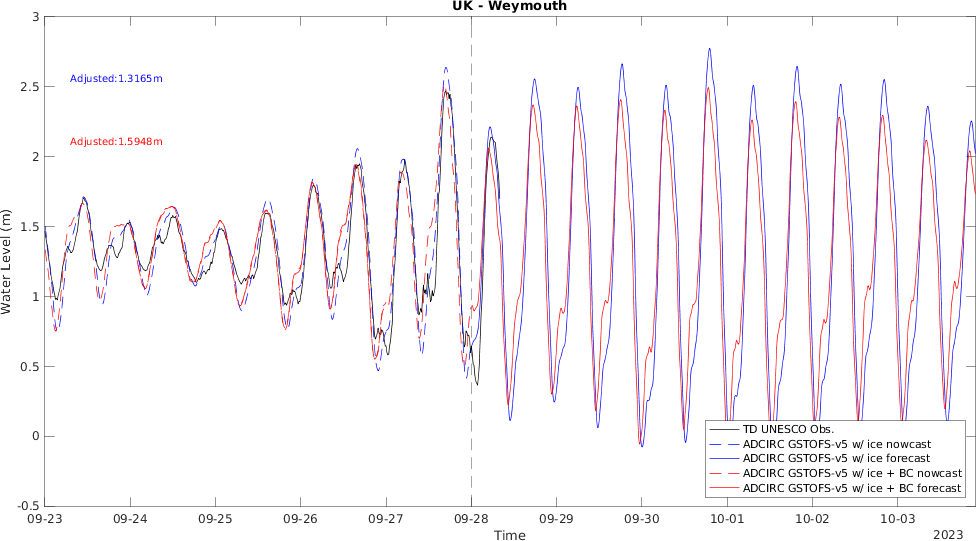 UK - Weymouth
3
2.5
2
1.5
1
0.5
0
-0.5
Water Level (m)
Adjusted:1.3165m
Adjusted:1.5948m
TD UNESCO Obs.
ADCIRC GSTOFS-v5 w/ ice nowcast
ADCIRC GSTOFS-v5 w/ ice forecast
ADCIRC GSTOFS-v5 w/ ice + BC nowcast
ADCIRC GSTOFS-v5 w/ ice + BC forecast
09-23 09-24 09-25 09-26 09-27 09-28 09-29 09-30 10-01 10-02 10-03
Time
2023